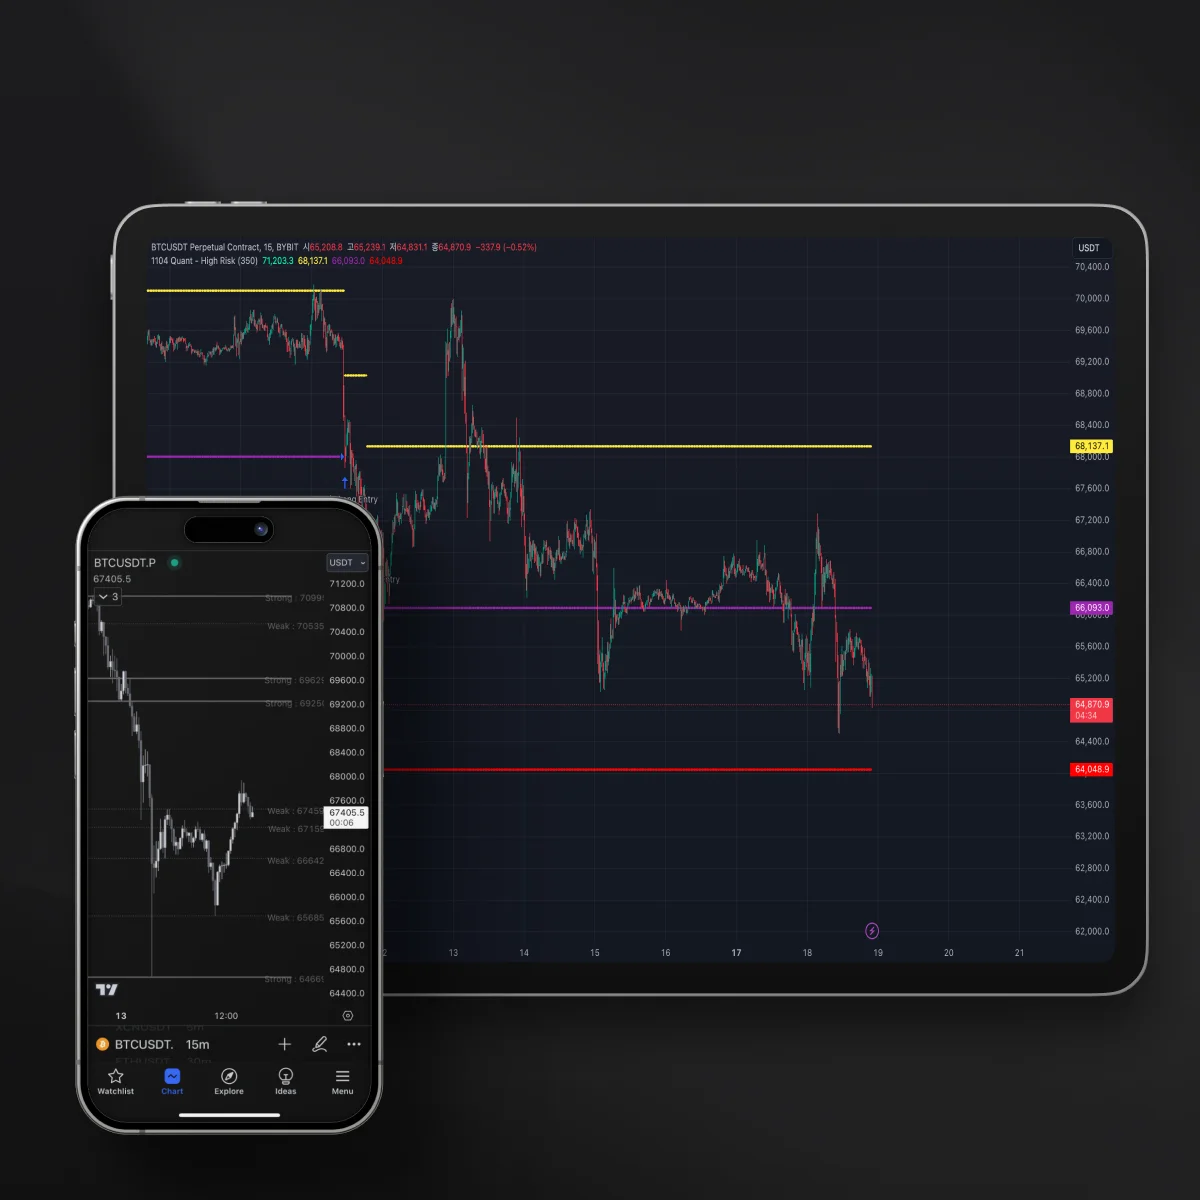 BTCUSDT Perpetual Contract, 15, BYBIT 시65,208.8 고65,239.1 저64,831.1 종64,870.9 −337.9 (−0.52%)
1104 Quant - High Risk (350) 71,203.3 68,137.1 66,093.0 64,048.9
USDT
70,400.0
70,000.0
69,600.0
69,200.0
68,800.0
68,400.0
68,137.1
68,000.0
67,600.0
67,200.0
66,800.0
66,400.0
66,093.0
66,000.0
65,600.0
65,200.0
64,870.9
04:34
64,400.0
64,048.9
63,600.0
63,200.0
62,800.0
62,400.0
62,000.0
Entry
13 14 15 16 17 18 19 20 21
BTCUSDT.P
USDT
67405.5
3
71200.0
Strong : 7099
70800.0
Weak : 70535
70400.0
70000.0
Strong : 6962
69600.0
Strong : 6925
69200.0
68800.0
68400.0
68000.0
67600.0
Weak : 6745
67405.5
00:06
Weak : 6715
66800.0
Weak : 66642
66400.0
66000.0
Weak : 65685
65600.0
65200.0
64800.0
Strong : 6466
64400.0
13 12:00
BTCUSDT. 15m
Watchlist Chart Explore Ideas Menu